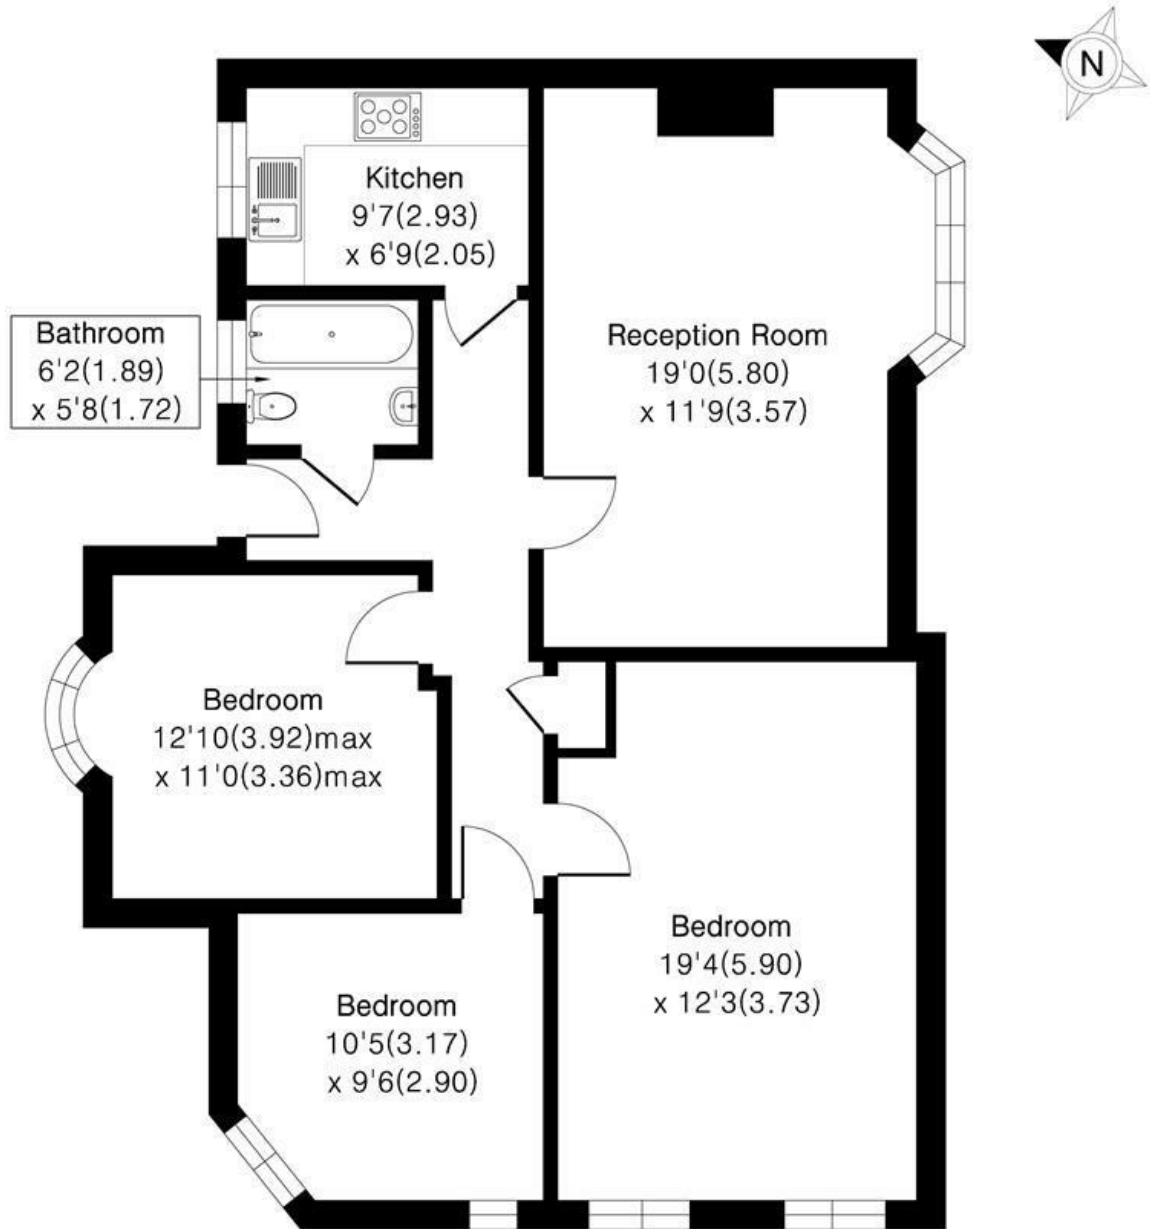 N
Kitchen
9'7(2.93)
x 6'9(2.05)
Bathroom
6'2(1.89)
x 5'8(1.72)
Reception Room
19'0(5.80)
x 11'9(3.57)
Bedroom
12'10(3.92)max
x 11'0(3.36)max
Bedroom
19'4(5.90)
x 12'3(3.73)
Bedroom
10'5(3.17)
x 9'6(2.90)